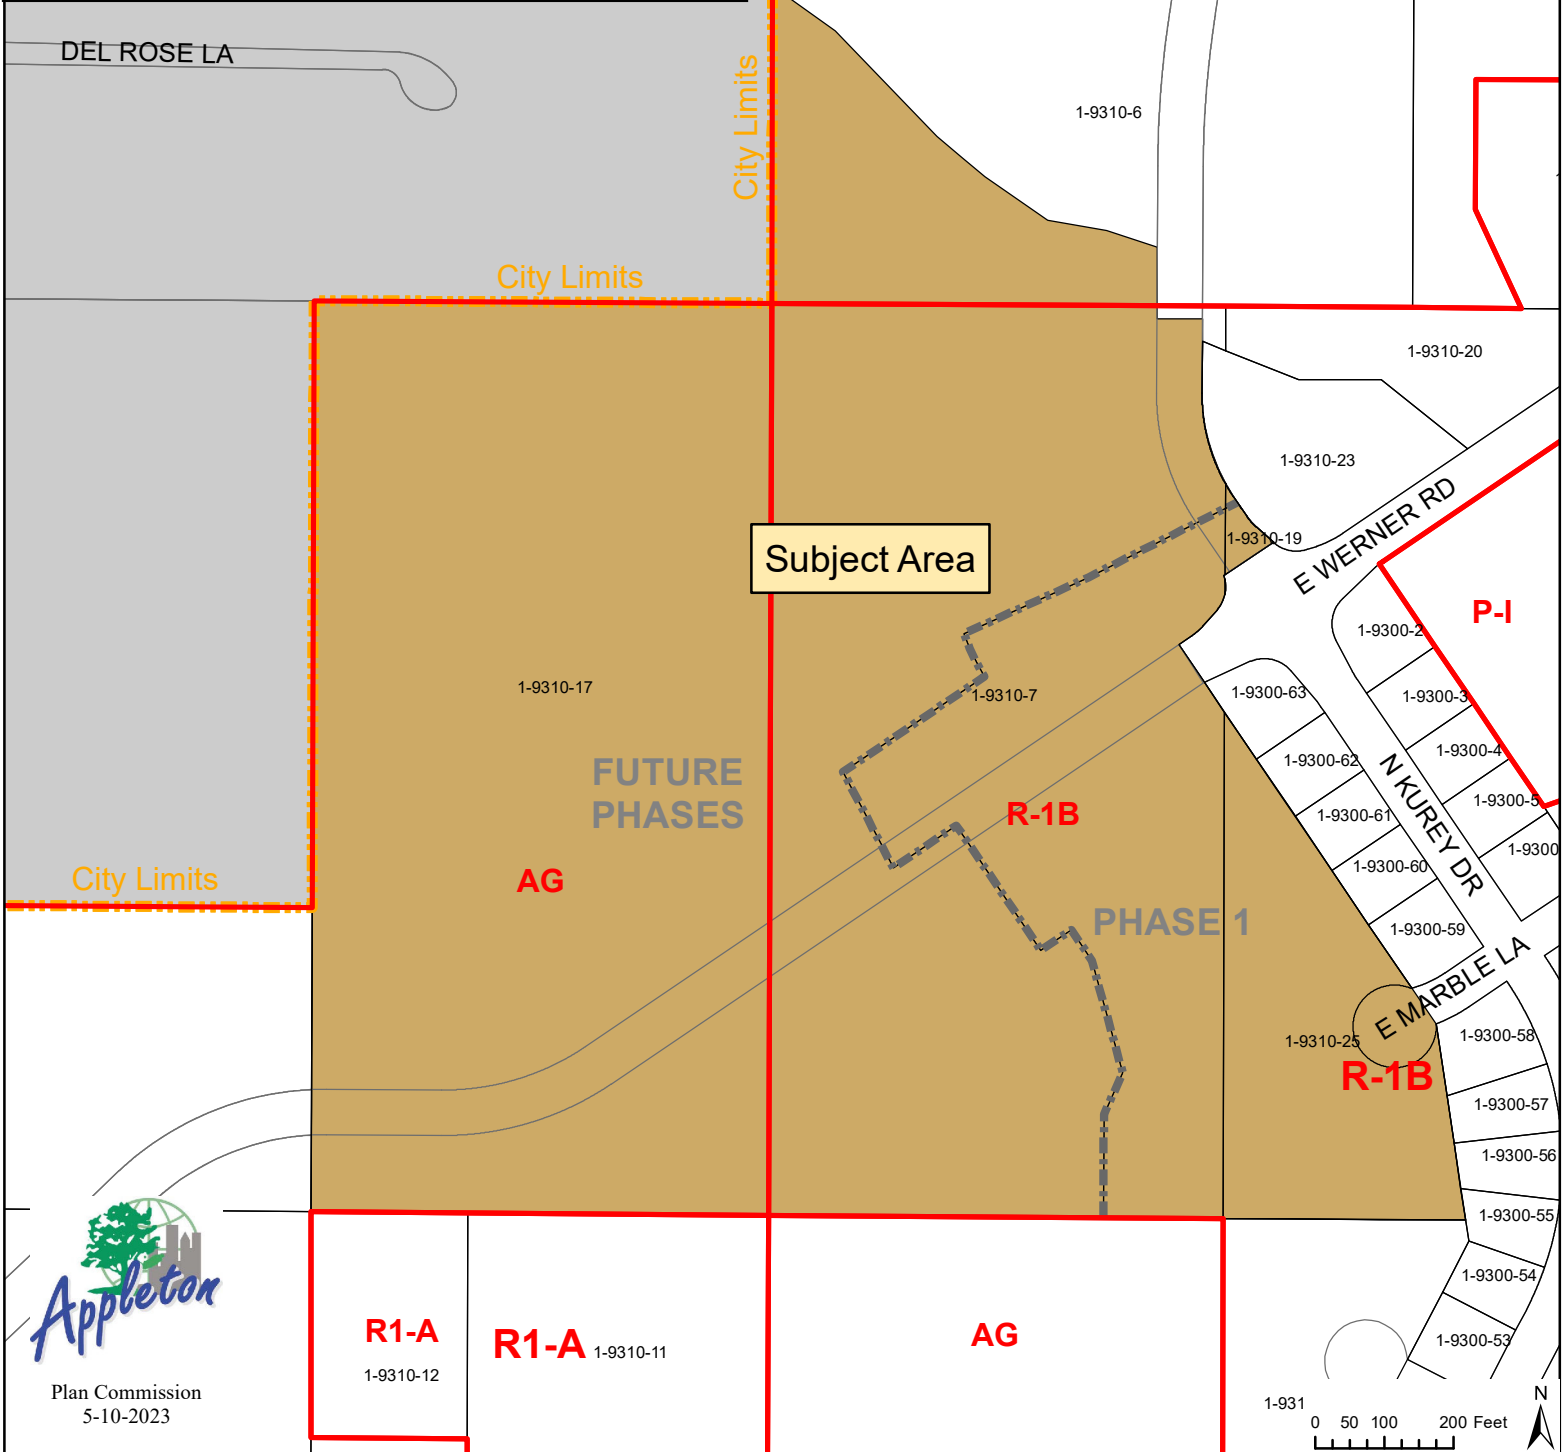 DEL ROSE LA
City Limits
1-9310-6
City Limits
1-9310-20
1-9310-23
E WERNER RD
1-9310-19
Subject Area
P-I
1-9300-2
1-9310-17
1-9310-7
1-9300-63
1-9300-3
1-9300-62
1-9300-4
N KUREY DR
FUTURE
PHASES
R-1B
1-9300-61
1-9300-5
1-9300
1-9300-60
City Limits
AG
PHASE 1
1-9300-59
E MARBLE LA
1-9310-25
1-9300-58
R-1B
1-9300-57
1-9300-56
1-9300-55
1-9300-54
Appleton
R1-A
R1-A
1-9310-11
AG
1-9300-53
1-9310-12
Plan Commission
5-10-2023
1-931
N
0 50 100 200 Feet